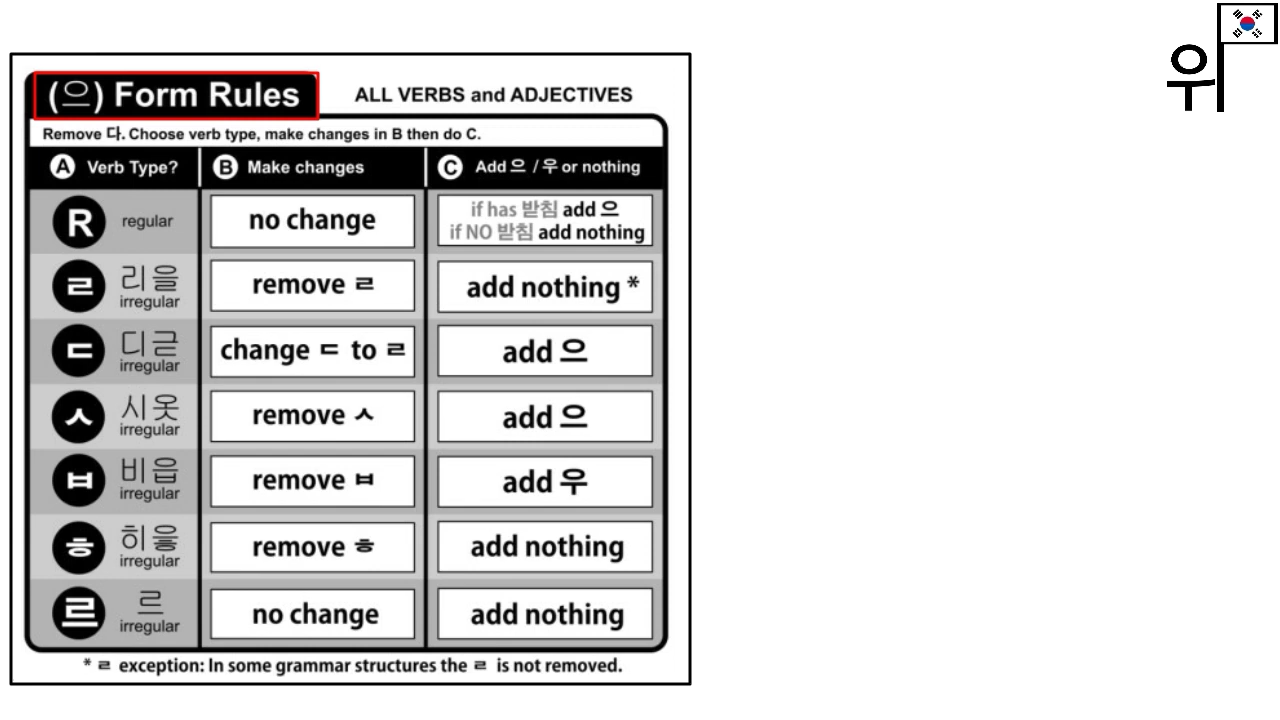 위
(으) Form Rules
ALL VERBS and ADJECTIVES
Remove 다. Choose verb type, make changes in B then do C.
A Verb Type?
B Make changes
C Add 으 / 우 or nothing
R regular
no change
if has 받침 add 으
if NO 받침 add nothing
ㄹ 리을
irregular
remove ㄹ
add nothing *
ㄷ 디귿
irregular
change ㄷ to ㄹ
add 으
ㅅ 시옷
irregular
remove ㅅ
add 으
ㅂ 비읍
irregular
remove ㅂ
add 우
ㅎ 히읗
irregular
remove ㅎ
add nothing
르 르
irregular
no change
add nothing
* ㄹ exception: In some grammar structures the ㄹ is not removed.